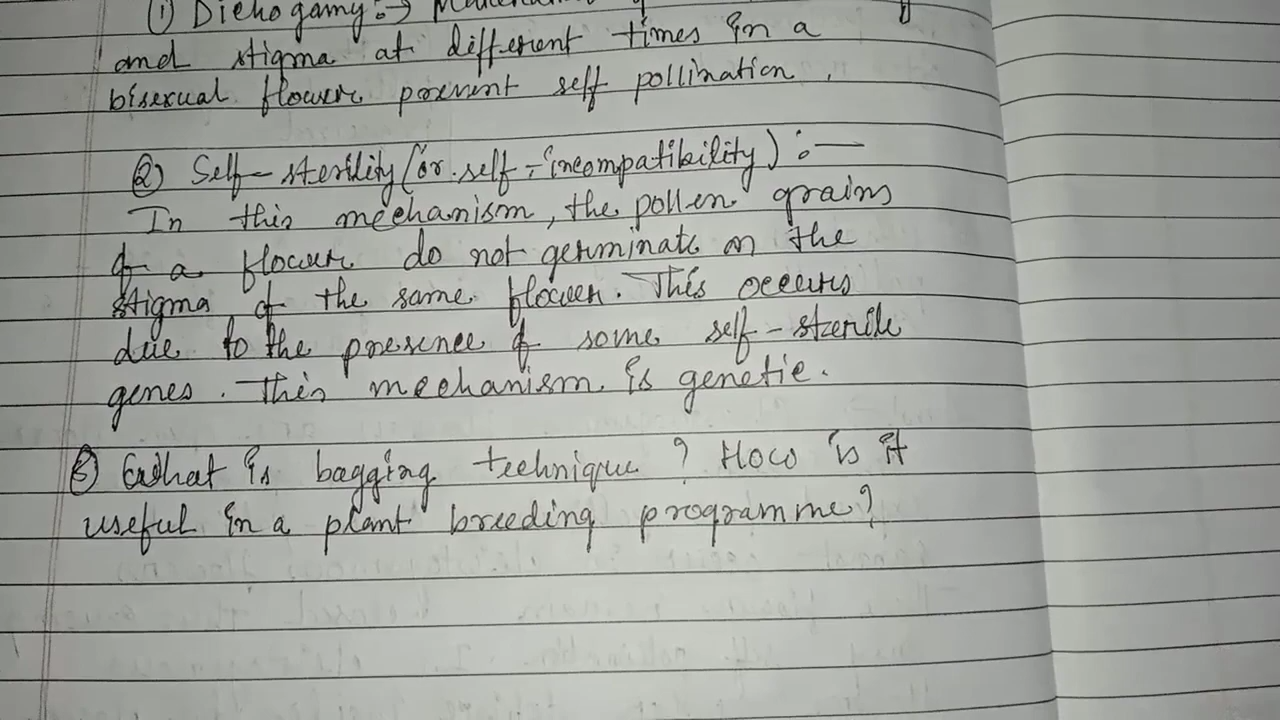 (1) Dichogamy :→
and stigma at different times in a
bisexual flower prevent self pollination.
(2) Self-sterility (or self-incompatibility) :—
In this mechanism, the pollen grains
of a flower do not germinate on the
stigma of the same flower. This occurs
due to the presence of some self-sterile
genes. This mechanism is genetic.
What is bagging technique? How is it
useful in a plant breeding programme?